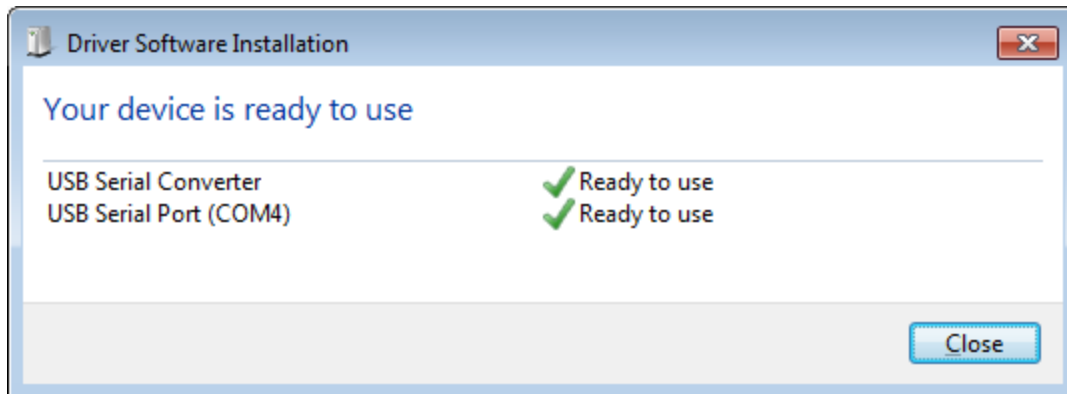 Driver Software Installation
Your device is ready to use
USB Serial Converter Ready to use
USB Serial Port (COM4) Ready to use
Close